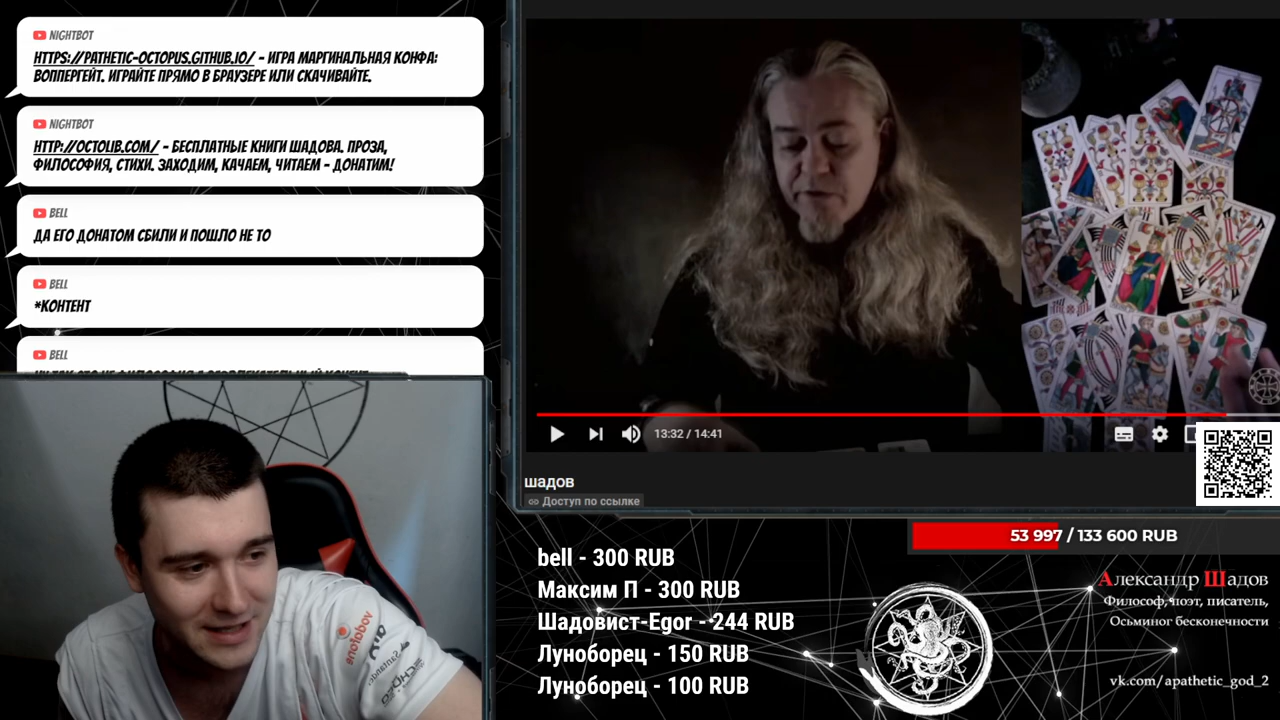 NIGHTBOT
HTTPS://PATHETIC-OCTOPUS.GITHUB.IO/ - ИГРА МАРГИНАЛЬНАЯ КОНФА:
ВОППЕРГЕЙТ. ИГРАЙТЕ ПРЯМО В БРАУЗЕРЕ ИЛИ СКАЧИВАЙТЕ.
NIGHTBOT
HTTP://OCTOLIB.COM/ - БЕСПЛАТНЫЕ КНИГИ ШАДОВА. ПРОЗА,
ФИЛОСОФИЯ, СТИХИ. ЗАХОДИМ, КАЧАЕМ, ЧИТАЕМ - ДОНАТИМ!
BELL
ДА ЕГО ДОНАТОМ СБИЛИ И ПОШЛО НЕ ТО
BELL
*КОНТЕНТ
BELL
13:32 / 14:41
шадов
Доступ по ссылке
53 997 / 133 600 RUB
bell - 300 RUB
Максим П - 300 RUB
Шадовист-Egor - 244 RUB
Луноборец - 150 RUB
Луноборец - 100 RUB
Александр Шадов
Философ, поэт, писатель,
Осьминог бесконечности
vk.com/apathetic_god_2
vodafone
Santander